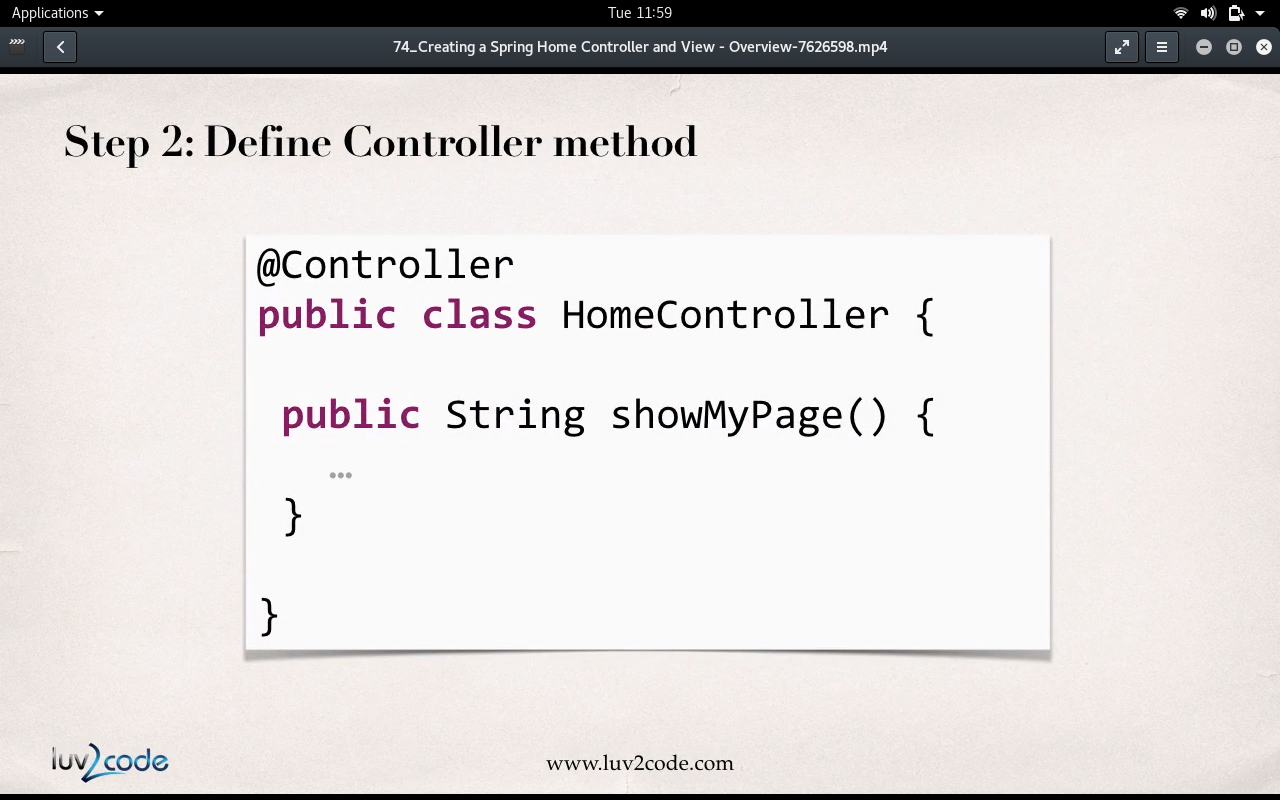 Applications
Tue 11:59
74_Creating a Spring Home Controller and View - Overview-7626598.mp4
Step 2: Define Controller method
@Controller
public class HomeController {
public String showMyPage() {
…
}
}
luv2code
www.luv2code.com